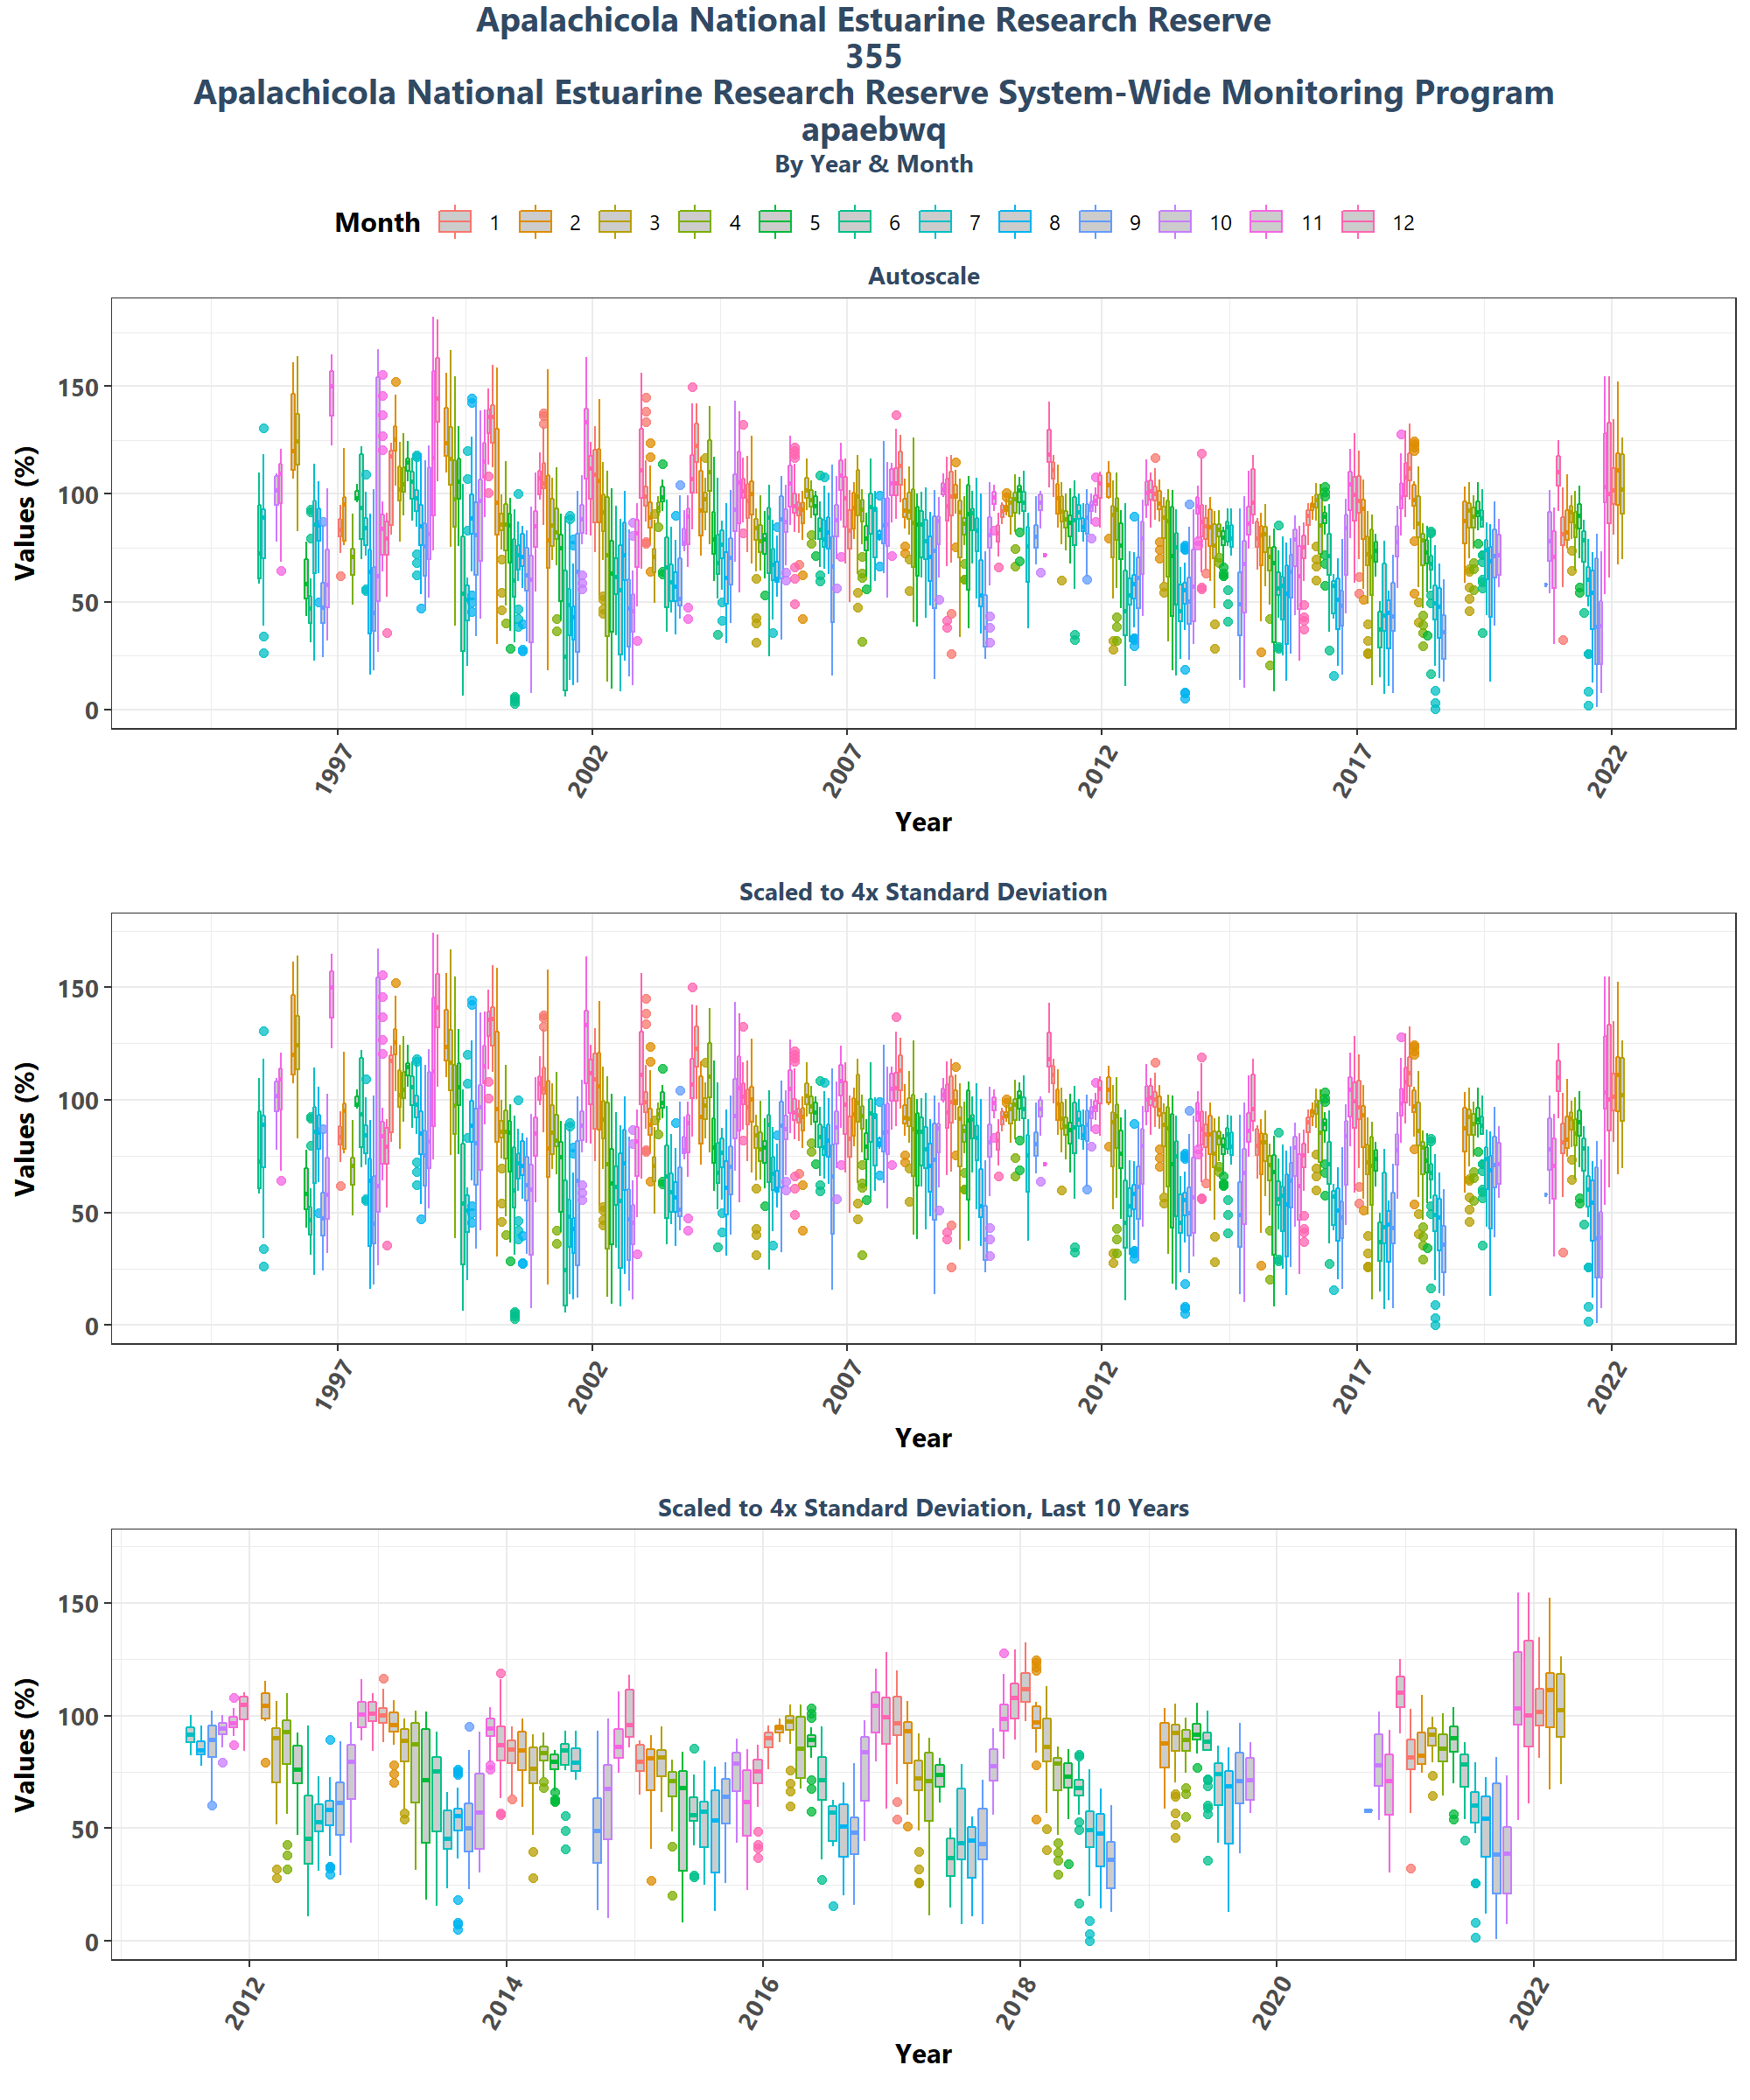 Apalachicola National Estuarine Research Reserve
355
Apalachicola National Estuarine Research Reserve System-Wide Monitoring Program
apaebwq
By Year & Month
Month 1 2 3 4 5 6 7 8 9 10 11 12
Autoscale
Values (%)
150
100
50
0
1997 2002 2007 2012 2017 2022
Year
Scaled to 4x Standard Deviation
Values (%)
150
100
50
0
1997 2002 2007 2012 2017 2022
Year
Scaled to 4x Standard Deviation, Last 10 Years
Values (%)
150
100
50
0
2012 2014 2016 2018 2020 2022
Year